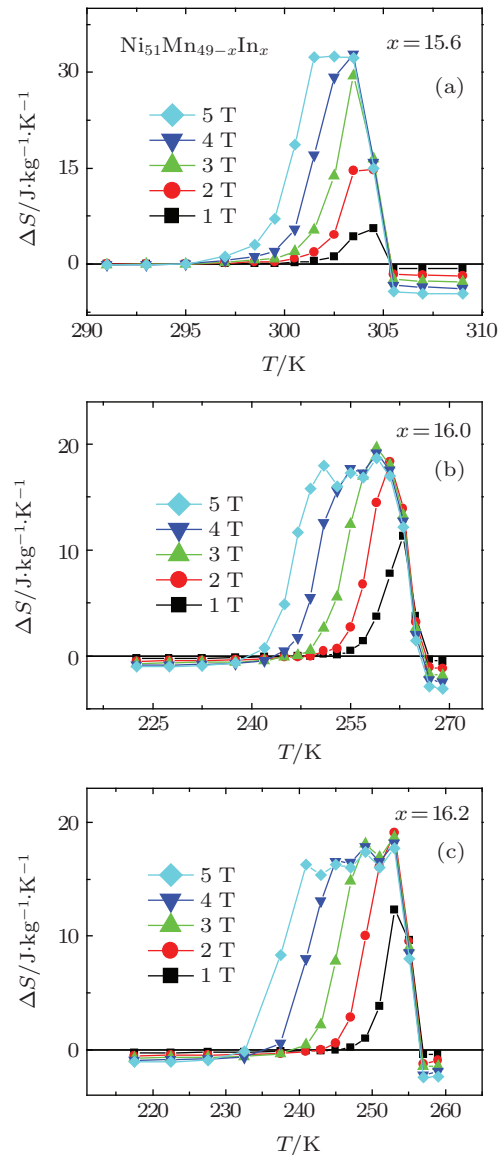 Ni₅₁Mn₄₉₋ₓInₓ
x = 15.6
(a)
5 T
4 T
3 T
2 T
1 T
ΔS/J·kg⁻¹·K⁻¹
30
15
0
290 295 300 305 310
T/K
x = 16.0
(b)
5 T
4 T
3 T
2 T
1 T
ΔS/J·kg⁻¹·K⁻¹
20
10
0
225 240 255 270
T/K
x = 16.2
(c)
5 T
4 T
3 T
2 T
1 T
ΔS/J·kg⁻¹·K⁻¹
20
10
0
220 230 240 250 260
T/K